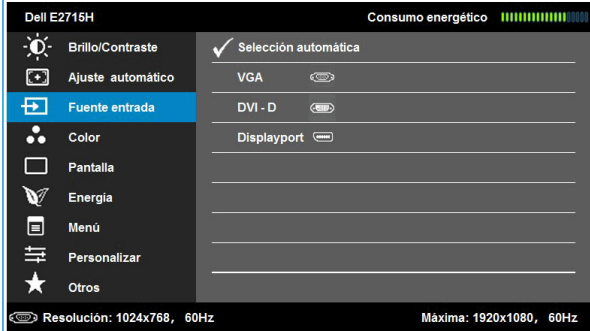 Dell E2715H Consumo energético
Brillo/Contraste Selección automática
Ajuste automático VGA
Fuente entrada DVI - D
Color Displayport
Pantalla
Energía
Menú
Personalizar
Otros
Resolución: 1024x768, 60Hz Máxima: 1920x1080, 60Hz